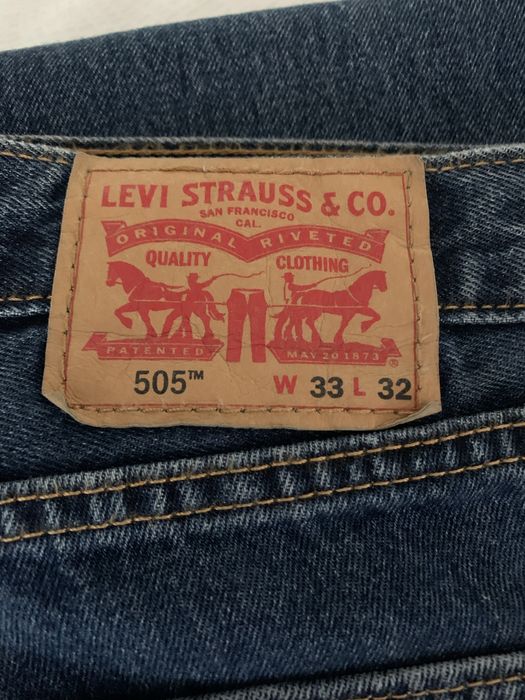 LEVI STRAUSS & CO.
SAN FRANCISCO
CAL.
ORIGINAL RIVETED
QUALITY CLOTHING
PATENTED MAY 20 1873 ®
505™ W 33 L 32